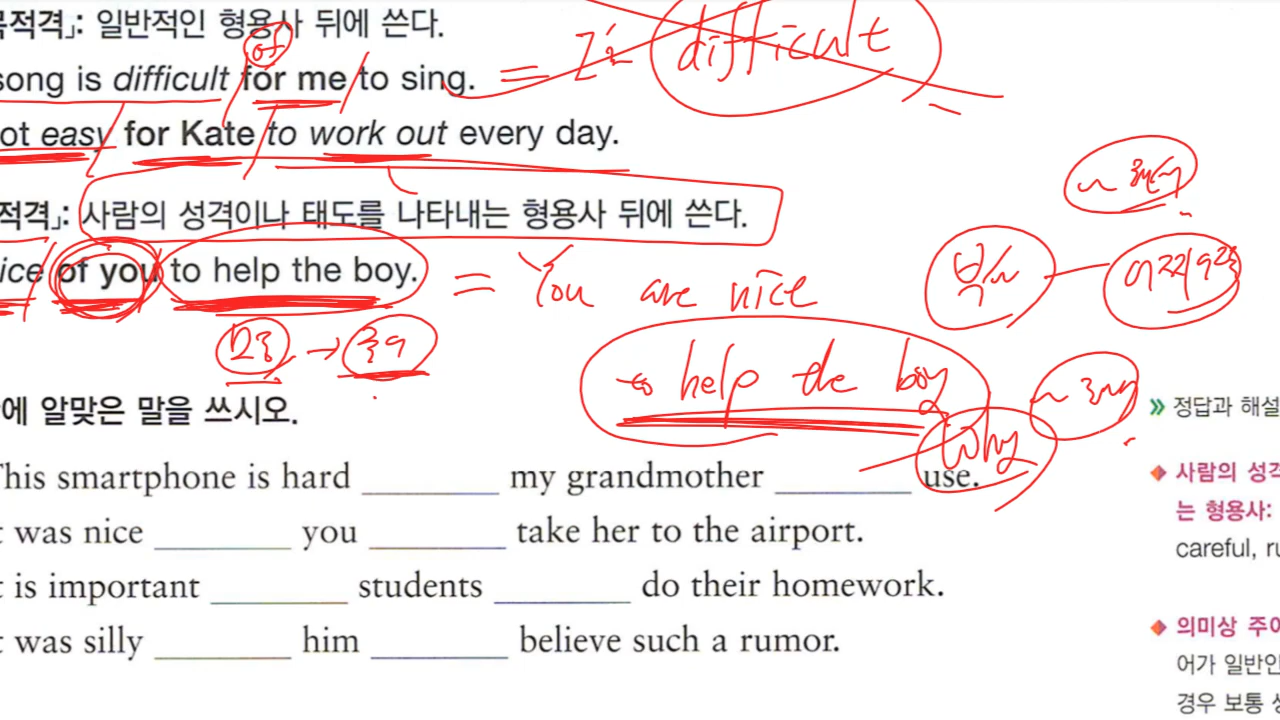 목적격」: 일반적인 형용사 뒤에 쓴다.
of
song is difficult for me to sing. = difficult
not easy for Kate to work out every day.
목적격」: 사람의 성격이나 태도를 나타내는 형용사 뒤에 쓴다.
nice of you to help the boy. = You are nice
to help the boy
why
에 알맞은 말을 쓰시오.
정답과 해설
This smartphone is hard ________ my grandmother ________ use.
t was nice ________ you ________ take her to the airport.
t is important ________ students ________ do their homework.
t was silly ________ him ________ believe such a rumor.
사람의 성격
는 형용사:
careful, ru
의미상 주어
어가 일반인
경우 보통 생